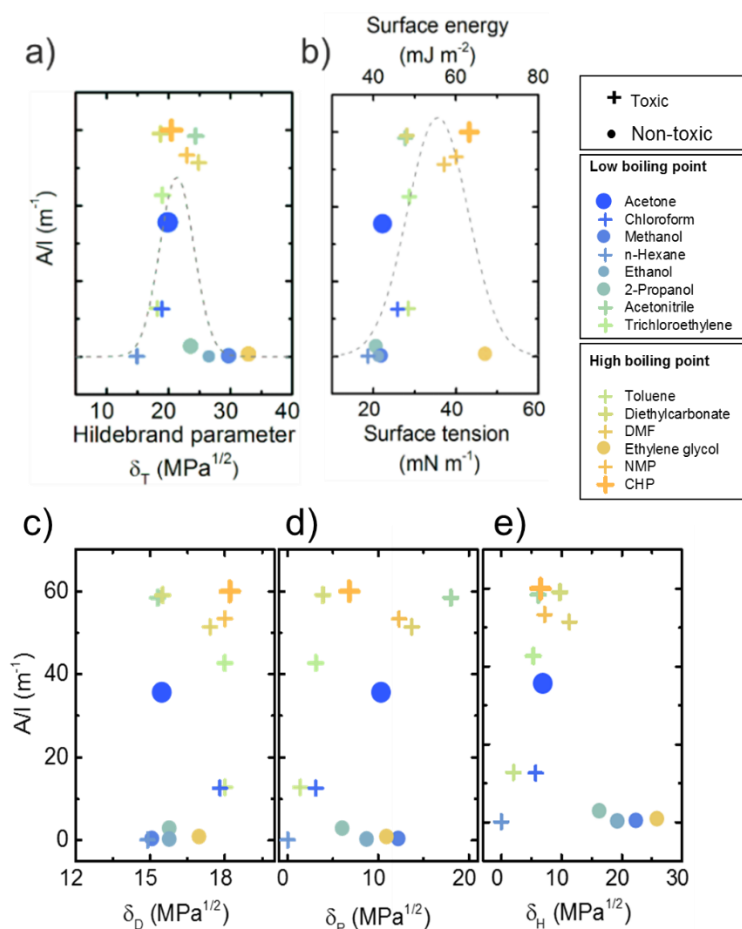 a)
A/I (m-1)
10 20 30 40
Hildebrand parameter
δT (MPa1/2)
b)
Surface energy
(mJ m-2)
40 60 80
20 40 60
Surface tension
(mN m-1)
Toxic
Non-toxic
Low boiling point
Acetone
Chloroform
Methanol
n-Hexane
Ethanol
2-Propanol
Acetonitrile
Trichloroethylene
High boiling point
Toluene
Diethylcarbonate
DMF
Ethylene glycol
NMP
CHP
c)
A/I (m-1)
60
40
20
0
12 15 18
δD (MPa1/2)
d)
0 10 20
δP (MPa1/2)
e)
0 10 20 30
δH (MPa1/2)